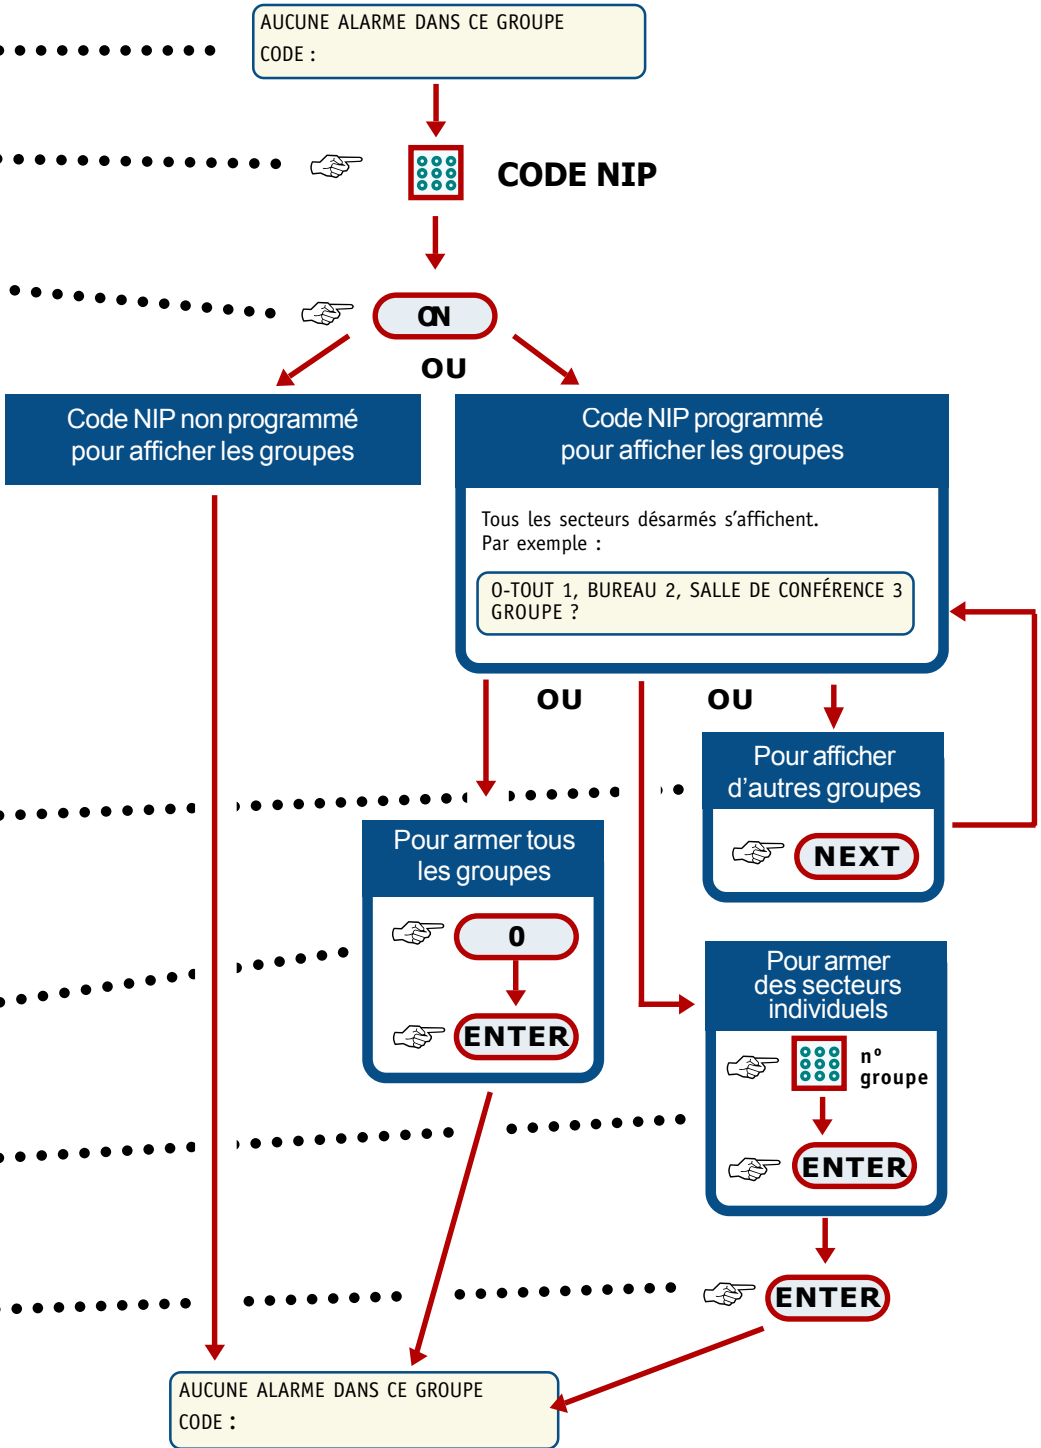 AUCUNE ALARME DANS CE GROUPE
CODE :
CODE NIP
ON
OU
Code NIP non programmé
pour afficher les groupes
Code NIP programmé
pour afficher les groupes
Tous les secteurs désarmés s’affichent.
Par exemple :
0-TOUT 1, BUREAU 2, SALLE DE CONFÉRENCE 3
GROUPE ?
OU
OU
Pour afficher
d’autres groupes
NEXT
Pour armer tous
les groupes
0
ENTER
Pour armer
des secteurs
individuels
nº
groupe
ENTER
ENTER
AUCUNE ALARME DANS CE GROUPE
CODE :